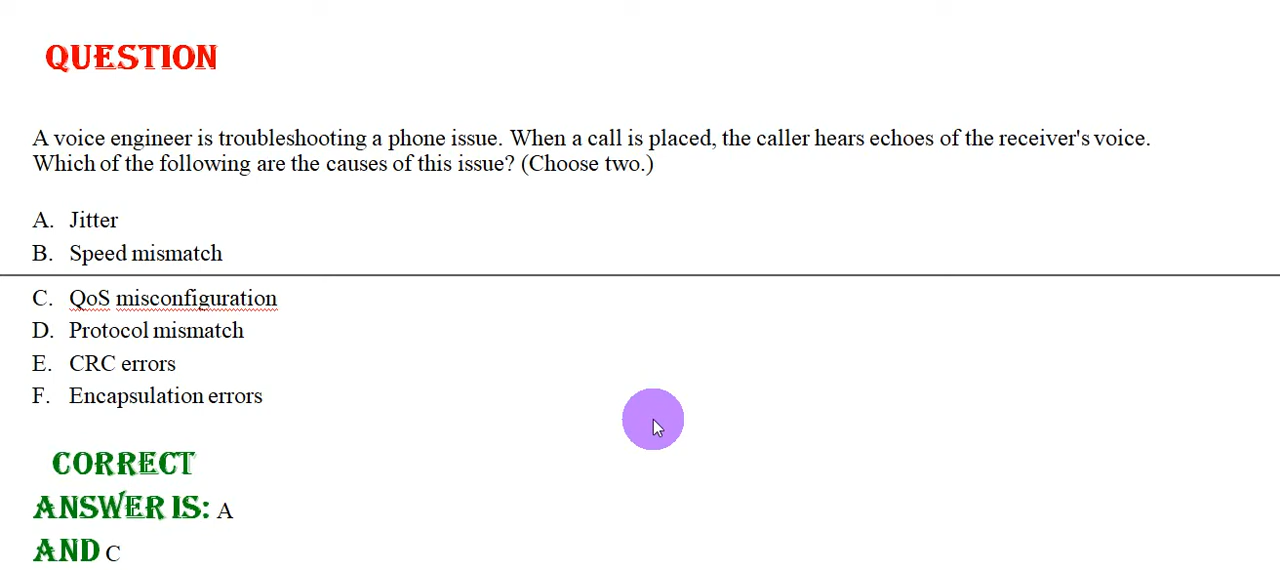 QUESTION
A voice engineer is troubleshooting a phone issue. When a call is placed, the caller hears echoes of the receiver's voice.
Which of the following are the causes of this issue? (Choose two.)
A. Jitter
B. Speed mismatch
C. QoS misconfiguration
D. Protocol mismatch
E. CRC errors
F. Encapsulation errors
CORRECT
ANSWER IS: A
AND C